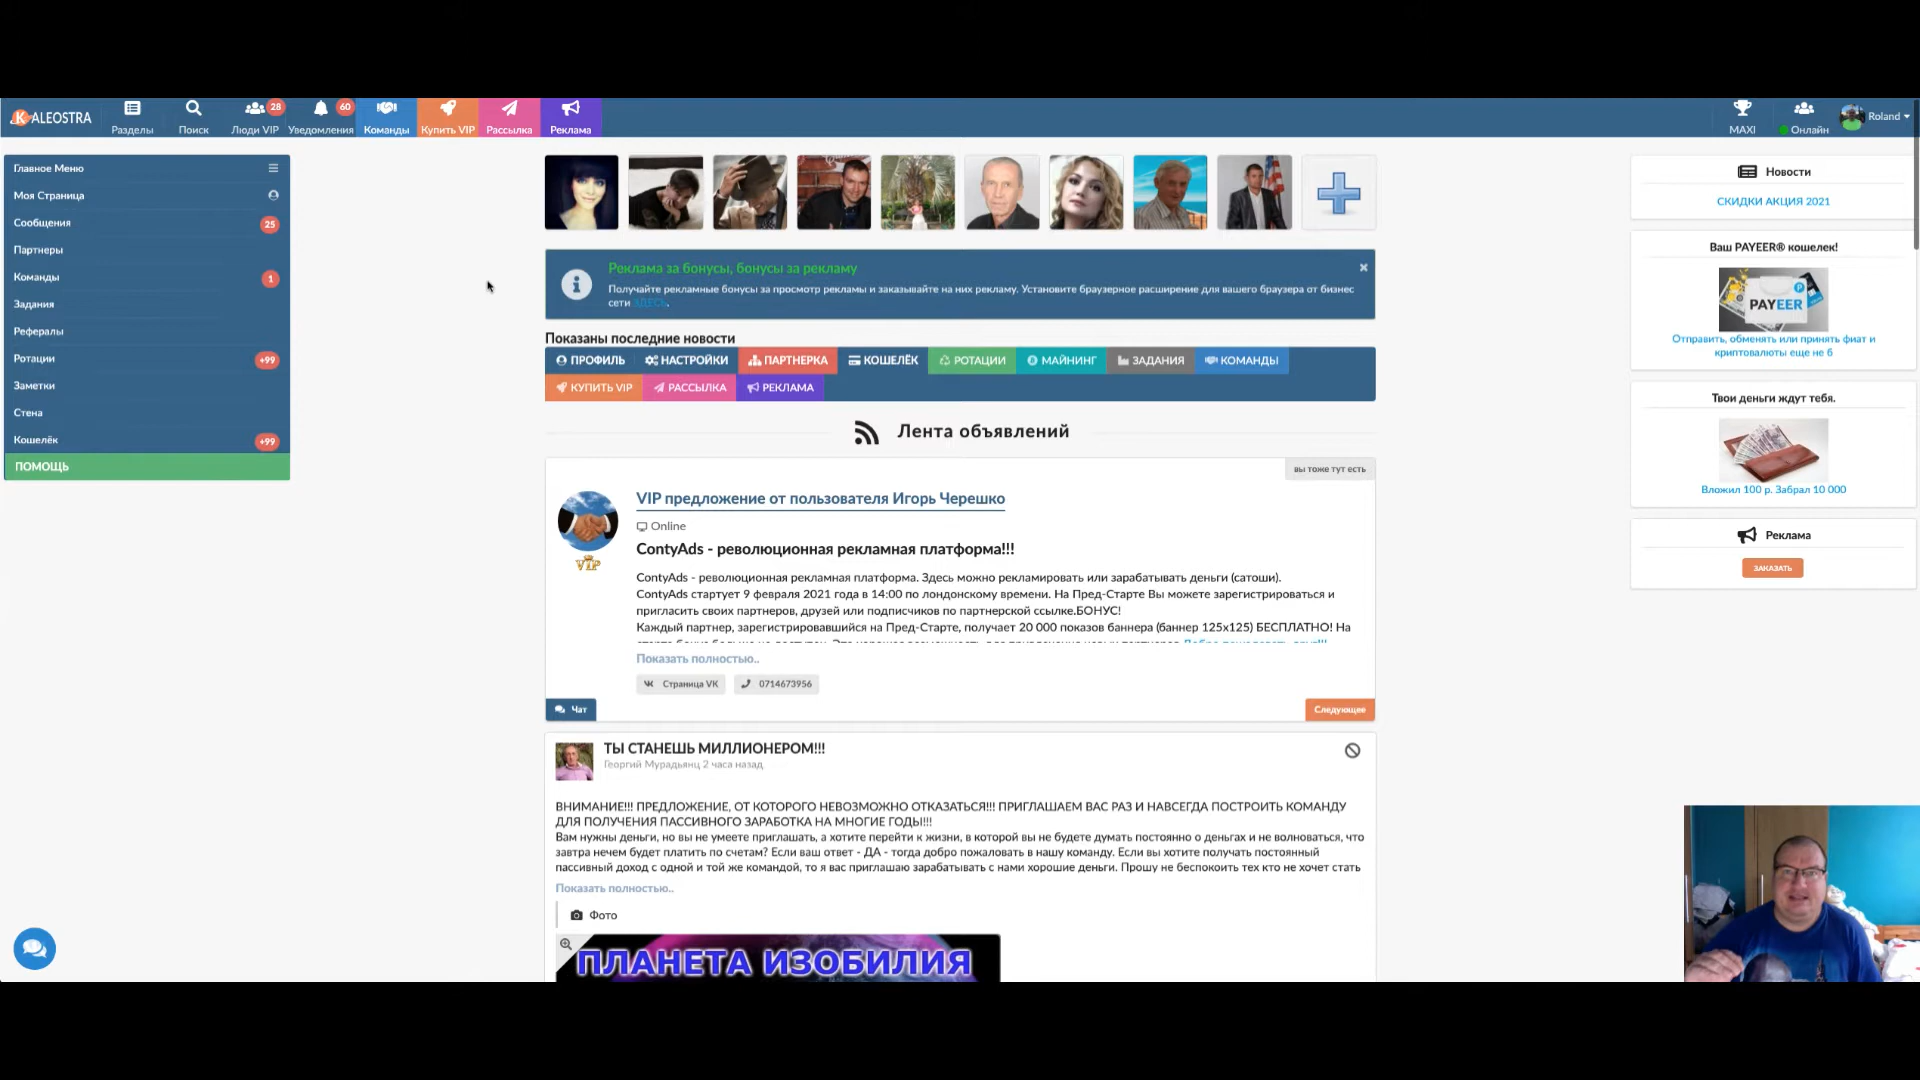 KALEOSTRA
Разделы
Поиск
28
Люди VIP
60
Уведомления
Команды
Купить VIP
Рассылка
Реклама
MAXI
Онлайн
Roland
Главное Меню
Моя Страница
Сообщения 25
Партнеры
Команды 1
Задания
Рефералы
Ротации +99
Заметки
Стена
Кошелёк +99
ПОМОЩЬ
Реклама за бонусы, бонусы за рекламу
Получайте рекламные бонусы за просмотр рекламы и заказывайте на них рекламу. Установите браузерное расширение для вашего браузера от бизнес
сети ЗДЕСЬ.
Показаны последние новости
ПРОФИЛЬ НАСТРОЙКИ ПАРТНЕРКА КОШЕЛЁК РОТАЦИИ МАЙНИНГ ЗАДАНИЯ КОМАНДЫ
КУПИТЬ VIP РАССЫЛКА РЕКЛАМА
Лента объявлений
вы тоже тут есть
VIP предложение от пользователя Игорь Черешко
Online
VIP
ContyAds - революционная рекламная платформа!!!
ContyAds - революционная рекламная платформа. Здесь можно рекламировать или зарабатывать деньги (сатоши).
ContyAds стартует 9 февраля 2021 года в 14:00 по лондонскому времени. На Пред-Старте Вы можете зарегистрироваться и
пригласить своих партнеров, друзей или подписчиков по партнерской ссылке.БОНУС!
Каждый партнер, зарегистрировавшийся на Пред-Старте, получает 20 000 показов баннера (баннер 125x125) БЕСПЛАТНО! На
Показать полностью..
Страница VK 0714673956
Чат
Следующее
ТЫ СТАНЕШЬ МИЛЛИОНЕРОМ!!!
Георгий Мурадьянц 2 часа назад
ВНИМАНИЕ!!! ПРЕДЛОЖЕНИЕ, ОТ КОТОРОГО НЕВОЗМОЖНО ОТКАЗАТЬСЯ!!! ПРИГЛАШАЕМ ВАС РАЗ И НАВСЕГДА ПОСТРОИТЬ КОМАНДУ
ДЛЯ ПОЛУЧЕНИЯ ПАССИВНОГО ЗАРАБОТКА НА МНОГИЕ ГОДЫ!!!
Вам нужны деньги, но вы не умеете приглашать, а хотите перейти к жизни, в которой вы не будете думать постоянно о деньгах и не волноваться, что
завтра нечем будет платить по счетам? Если ваш ответ - ДА - тогда добро пожаловать в нашу команду. Если вы хотите получать постоянный
пассивный доход с одной и той же командой, то я вас приглашаю зарабатывать с нами хорошие деньги. Прошу не беспокоить тех кто не хочет стать
Показать полностью..
Фото
ПЛАНЕТА ИЗОБИЛИЯ
Новости
СКИДКИ АКЦИЯ 2021
Ваш PAYEER® кошелек!
PAYEER
Отправить, обменять или принять фиат и
криптовалюты еще не б
Твои деньги ждут тебя.
Вложил 100 р. Забрал 10 000
Реклама
ЗАКАЗАТЬ